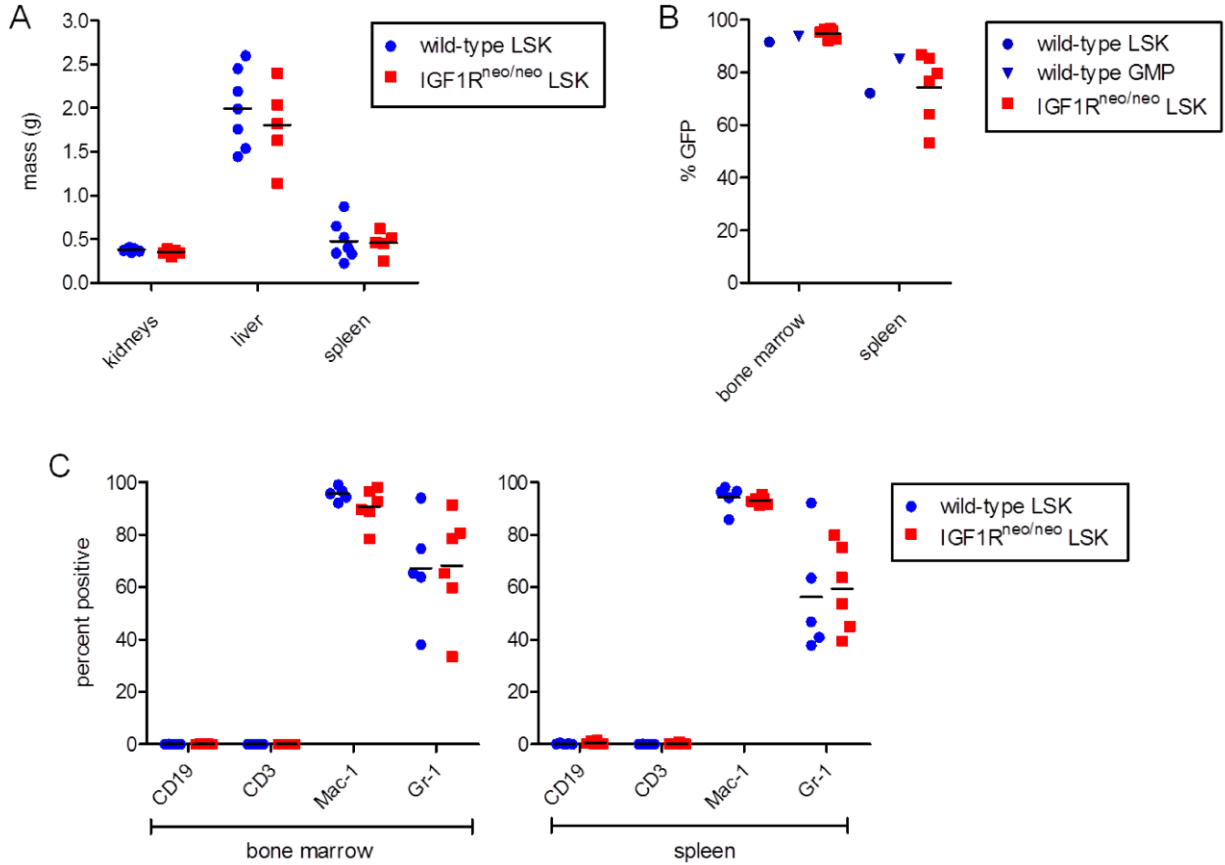 A
3.0
2.5
2.0
1.5
1.0
0.5
0.0
mass (g)
kidneys
liver
spleen
wild-type LSK
IGF1Rneo/neo LSK
B
100
80
60
40
20
0
% GFP
bone marrow
spleen
wild-type LSK
wild-type GMP
IGF1Rneo/neo LSK
C
100
80
60
40
20
0
percent positive
CD19
CD3
Mac-1
Gr-1
bone marrow
100
80
60
40
20
0
CD19
CD3
Mac-1
Gr-1
spleen
wild-type LSK
IGF1Rneo/neo LSK